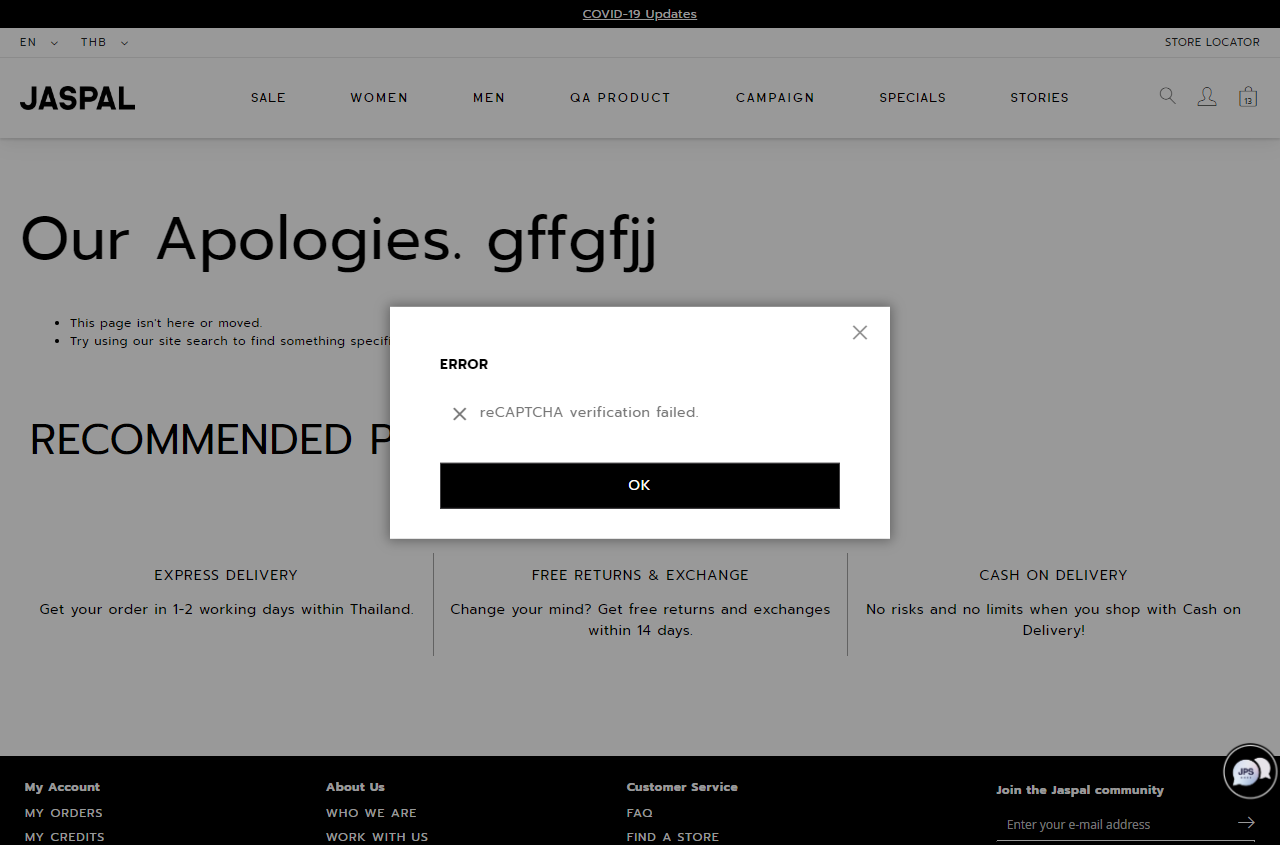 COVID-19 Updates
EN THB STORE LOCATOR
JASPAL SALE WOMEN MEN QA PRODUCT CAMPAIGN SPECIALS STORIES 13
Our Apologies. gffgfjj
This page isn't here or moved.
Try using our site search to find something specifi
ERROR
reCAPTCHA verification failed.
OK
RECOMMENDED P
EXPRESS DELIVERY
Get your order in 1-2 working days within Thailand.
FREE RETURNS & EXCHANGE
Change your mind? Get free returns and exchanges
within 14 days.
CASH ON DELIVERY
No risks and no limits when you shop with Cash on
Delivery!
JPS
My Account
MY ORDERS
MY CREDITS
About Us
WHO WE ARE
WORK WITH US
Customer Service
FAQ
FIND A STORE
Join the Jaspal community
Enter your e-mail address